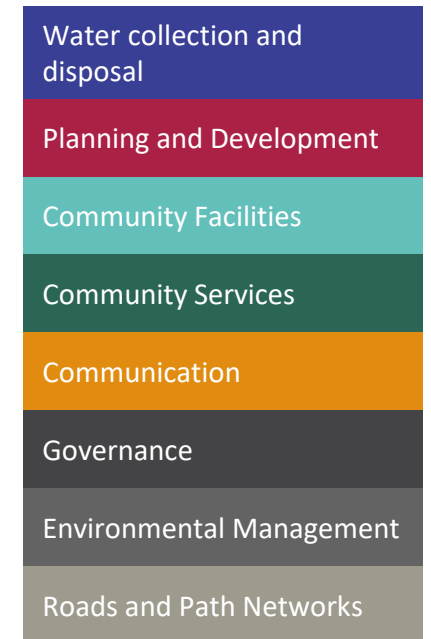 Water collection and
disposal
Planning and Development
Community Facilities
Community Services
Communication
Governance
Environmental Management
Roads and Path Networks